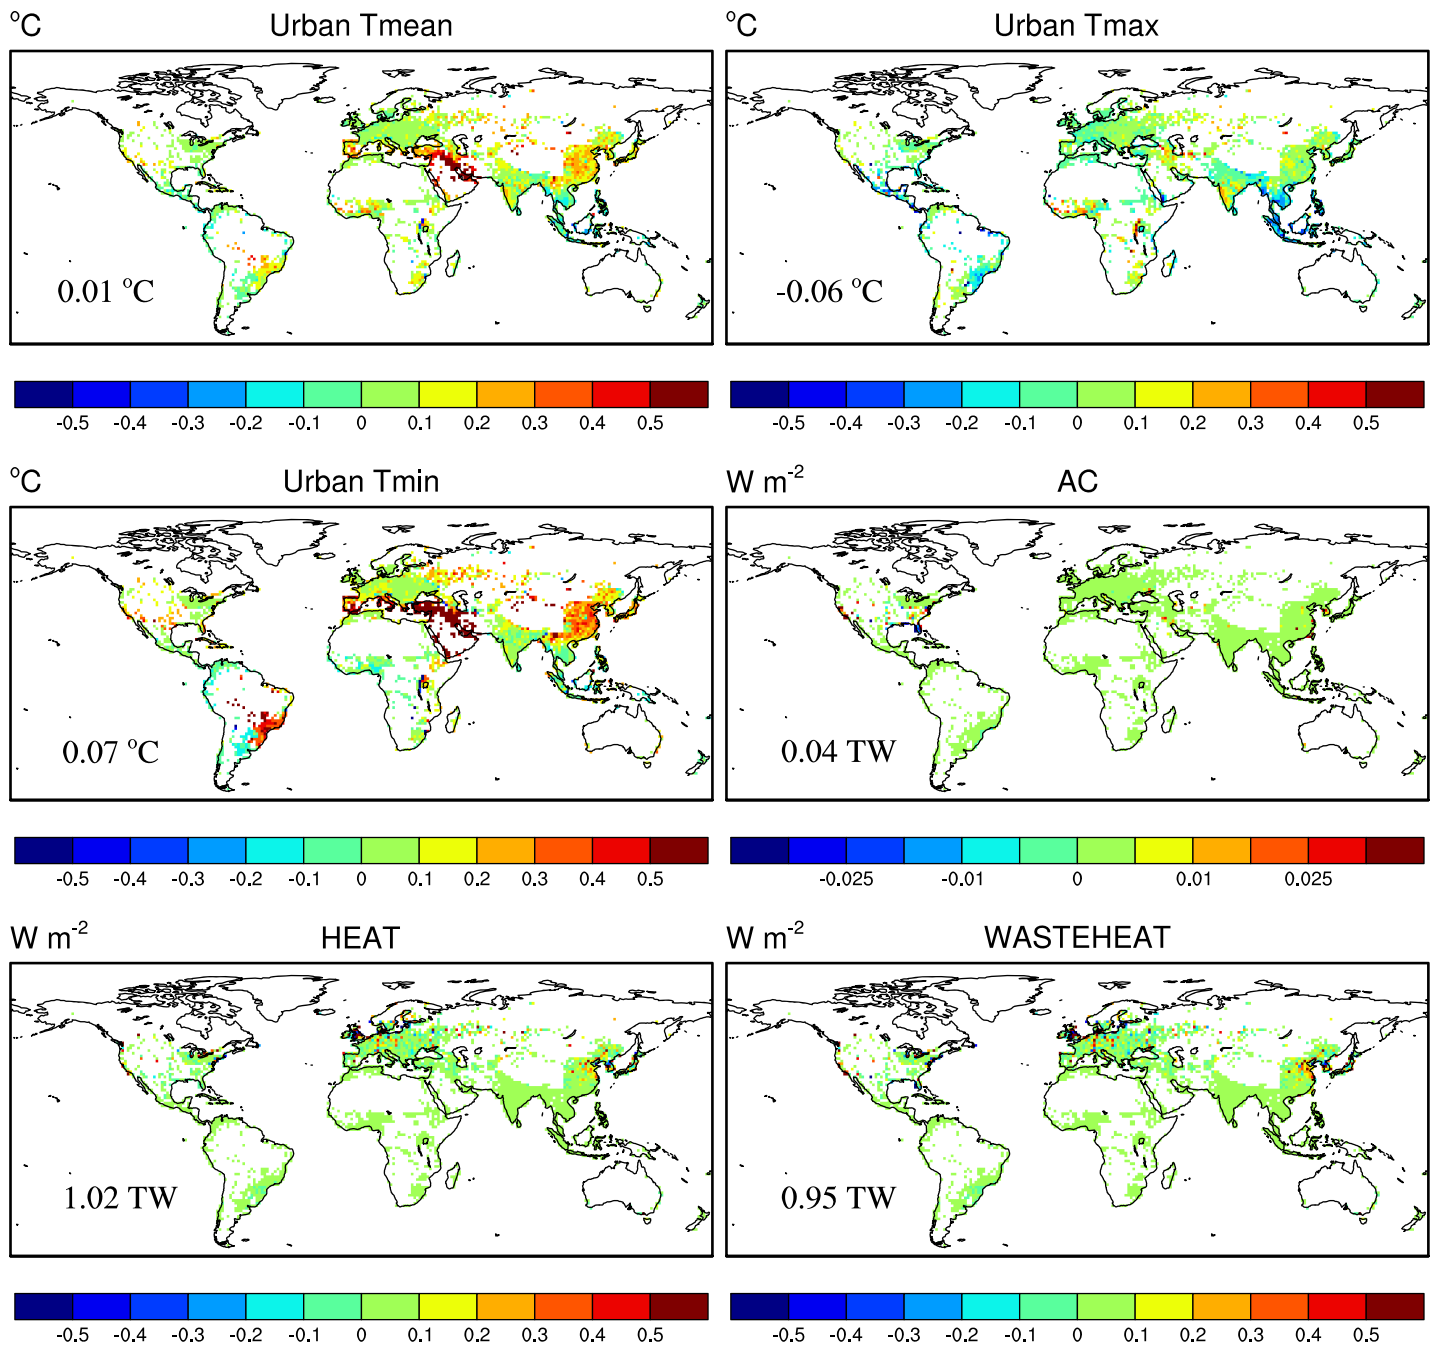 °C Urban Tmean
0.01 °C
-0.5 -0.4 -0.3 -0.2 -0.1 0 0.1 0.2 0.3 0.4 0.5
°C Urban Tmax
-0.06 °C
-0.5 -0.4 -0.3 -0.2 -0.1 0 0.1 0.2 0.3 0.4 0.5
°C Urban Tmin
0.07 °C
-0.5 -0.4 -0.3 -0.2 -0.1 0 0.1 0.2 0.3 0.4 0.5
W m⁻² AC
0.04 TW
-0.025 -0.01 0 0.01 0.025
W m⁻² HEAT
1.02 TW
-0.5 -0.4 -0.3 -0.2 -0.1 0 0.1 0.2 0.3 0.4 0.5
W m⁻² WASTEHEAT
0.95 TW
-0.5 -0.4 -0.3 -0.2 -0.1 0 0.1 0.2 0.3 0.4 0.5